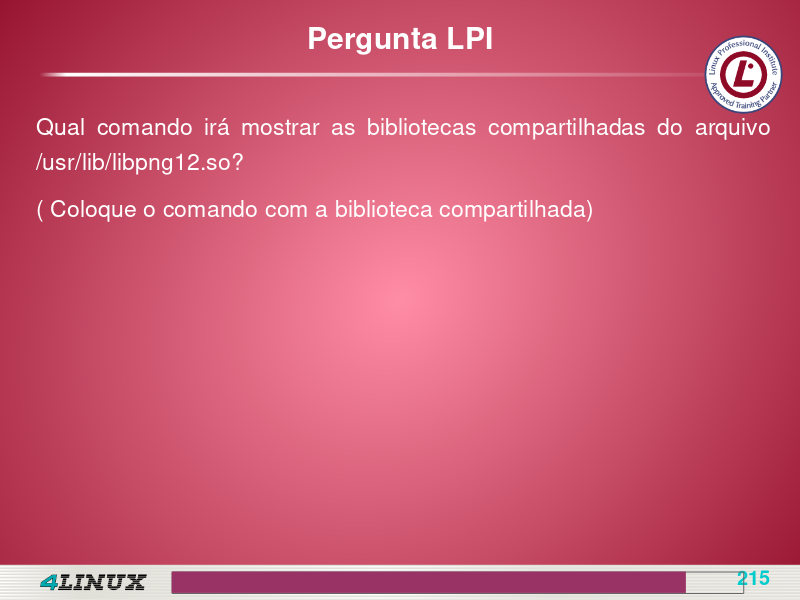 Pergunta LPI
Linux Professional Institute
Approved Training Partner
Qual comando irá mostrar as bibliotecas compartilhadas do arquivo
/usr/lib/libpng12.so?
( Coloque o comando com a biblioteca compartilhada)
4LINUX
215